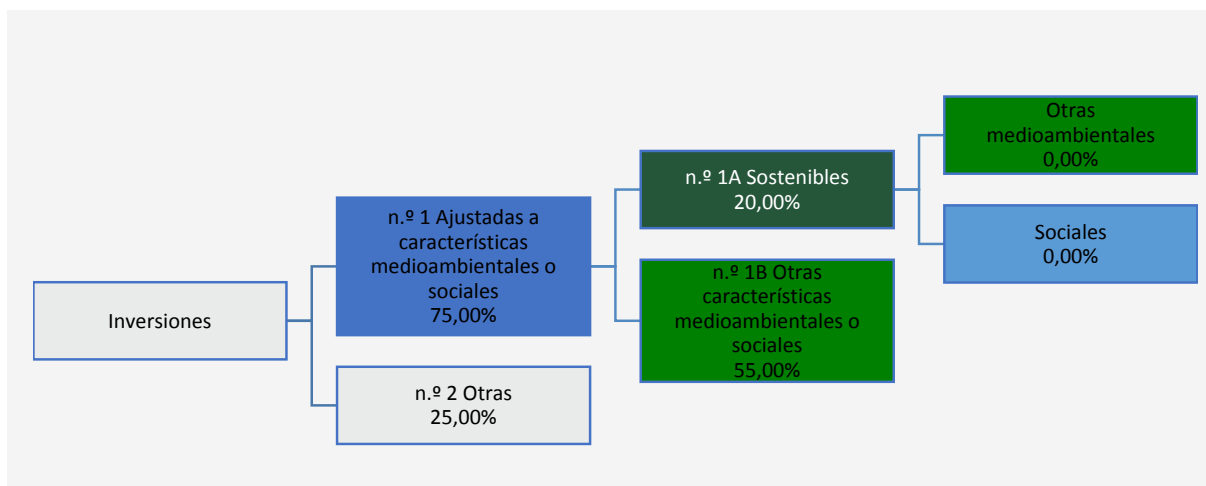 Inversiones
n.º 1 Ajustadas a
características
medioambientales o
sociales
75,00%
n.º 2 Otras
25,00%
n.º 1A Sostenibles
20,00%
n.º 1B Otras
características
medioambientales o
sociales
55,00%
Otras
medioambientales
0,00%
Sociales
0,00%